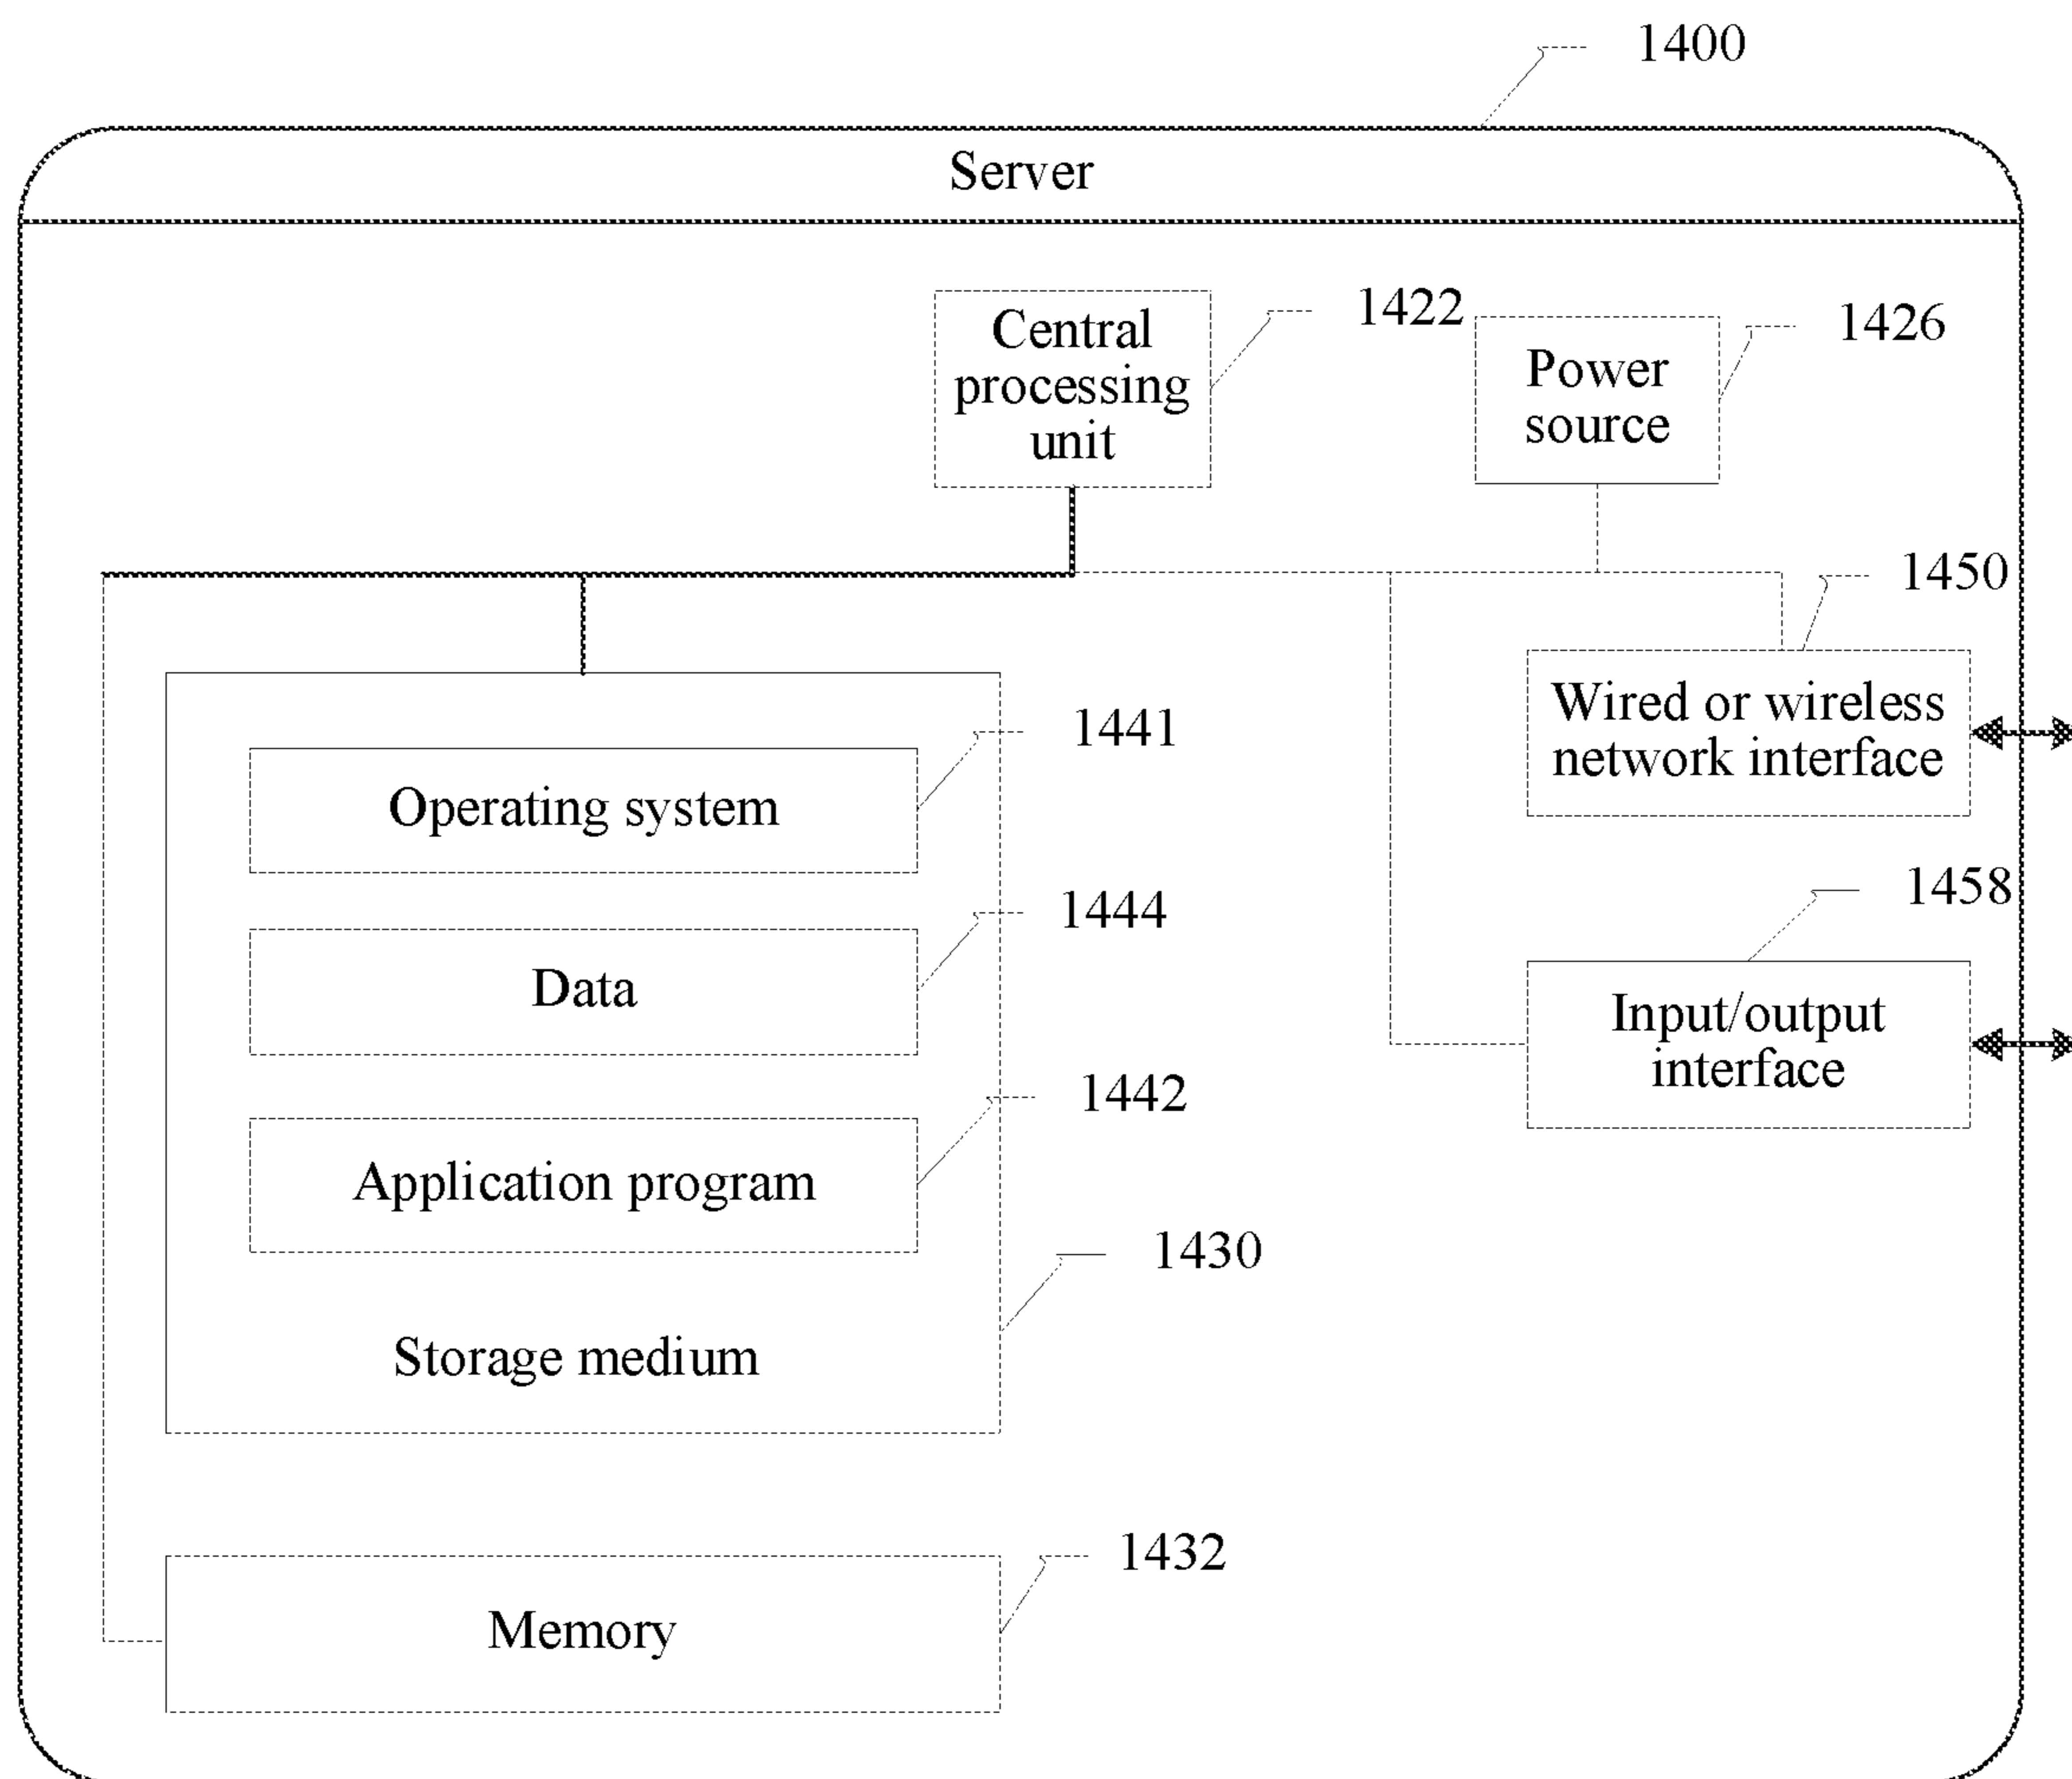 1400
Server
Central
processing
unit
1422
Power
source
1426
1450
Wired or wireless
network interface
1441
Operating system
1458
1444
Data
Input/output
interface
1442
Application program
1430
Storage medium
1432
Memory